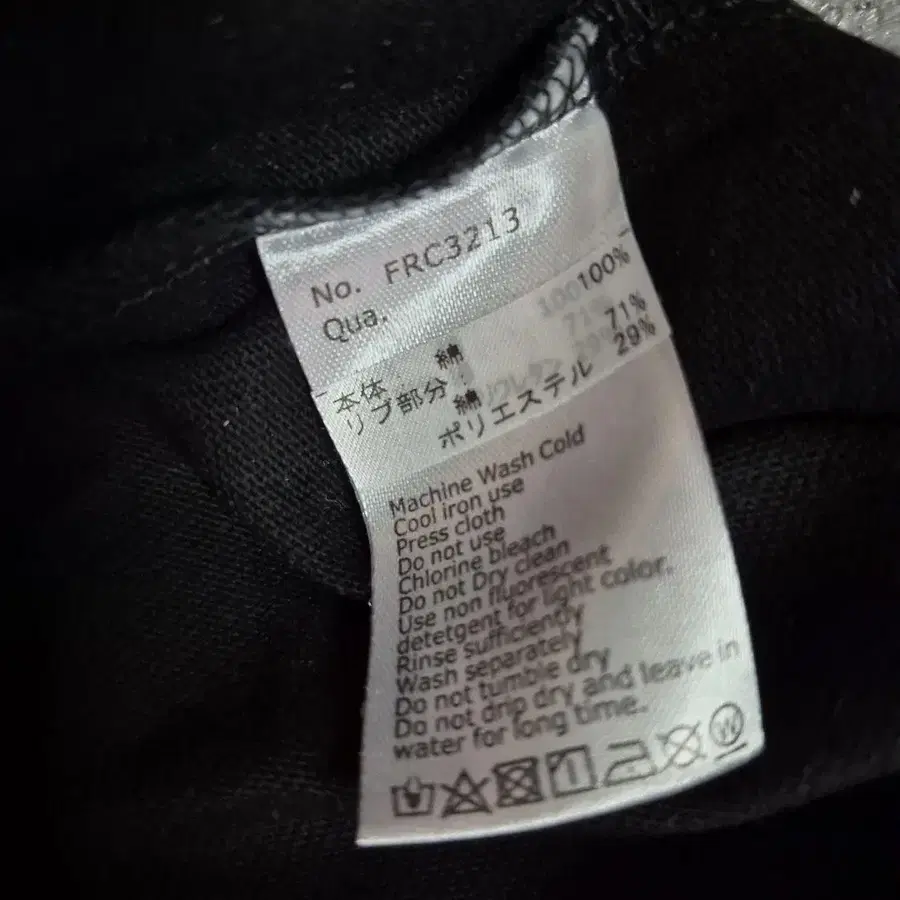 No. FRC3213
Qua.
本体 : 綿 100%
リブ部分 : 綿 71%
ポリエステル 29%
Machine Wash Cold
Cool iron use
Press cloth
Do not use
Chlorine bleach
Do not Dry clean
Use non fluorescent
detetgent for light color.
Rinse sufficiently
Wash separately
Do not tumble dry
Do not drip dry and leave in
water for long time.
W